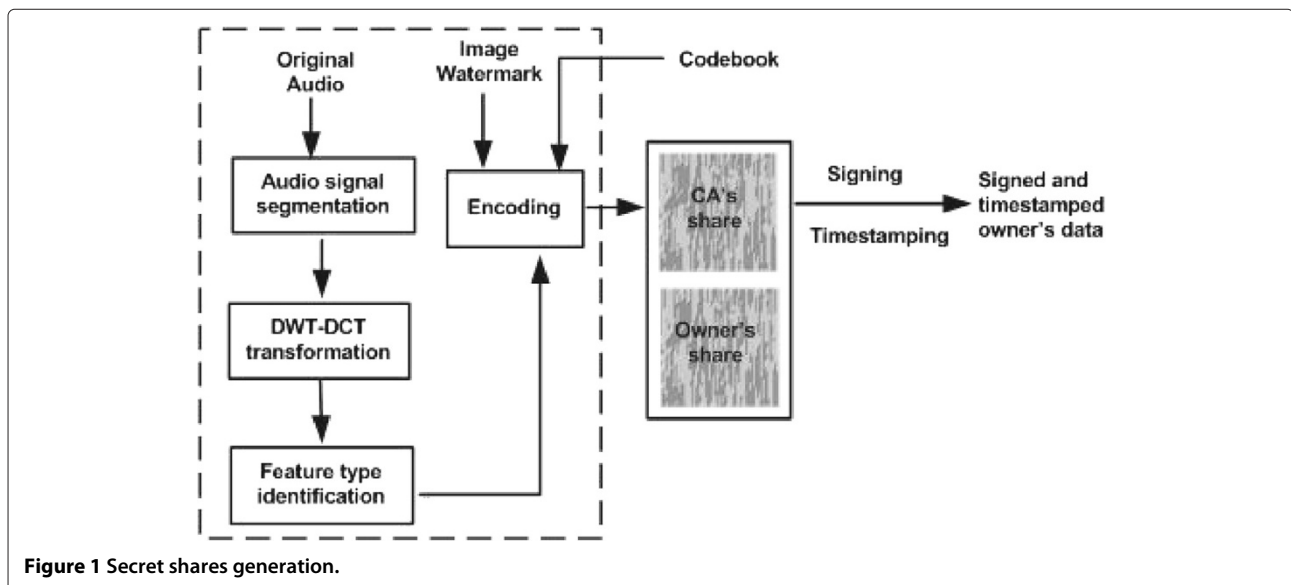 Original
Audio
Image
Watermark
Codebook
Audio signal
segmentation
Encoding
CA's
share
Signing
Timestamping
Signed and
timestamped
owner's data
DWT-DCT
transformation
Owner's
share
Feature type
identification
Figure 1 Secret shares generation.